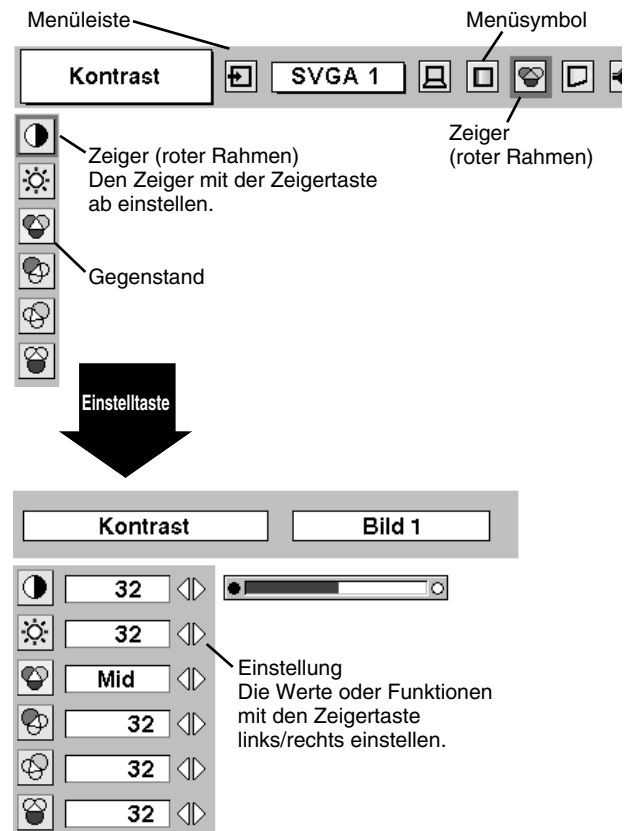 Menüleiste
Menüsymbol
Kontrast
SVGA 1
Zeiger (roter Rahmen)
Den Zeiger mit der Zeigertaste
ab einstellen.
Zeiger
(roter Rahmen)
Gegenstand
Einstelltaste
Kontrast
Bild 1
32
32
Mid
32
32
32
Einstellung
Die Werte oder Funktionen
mit den Zeigertaste
links/rechts einstellen.